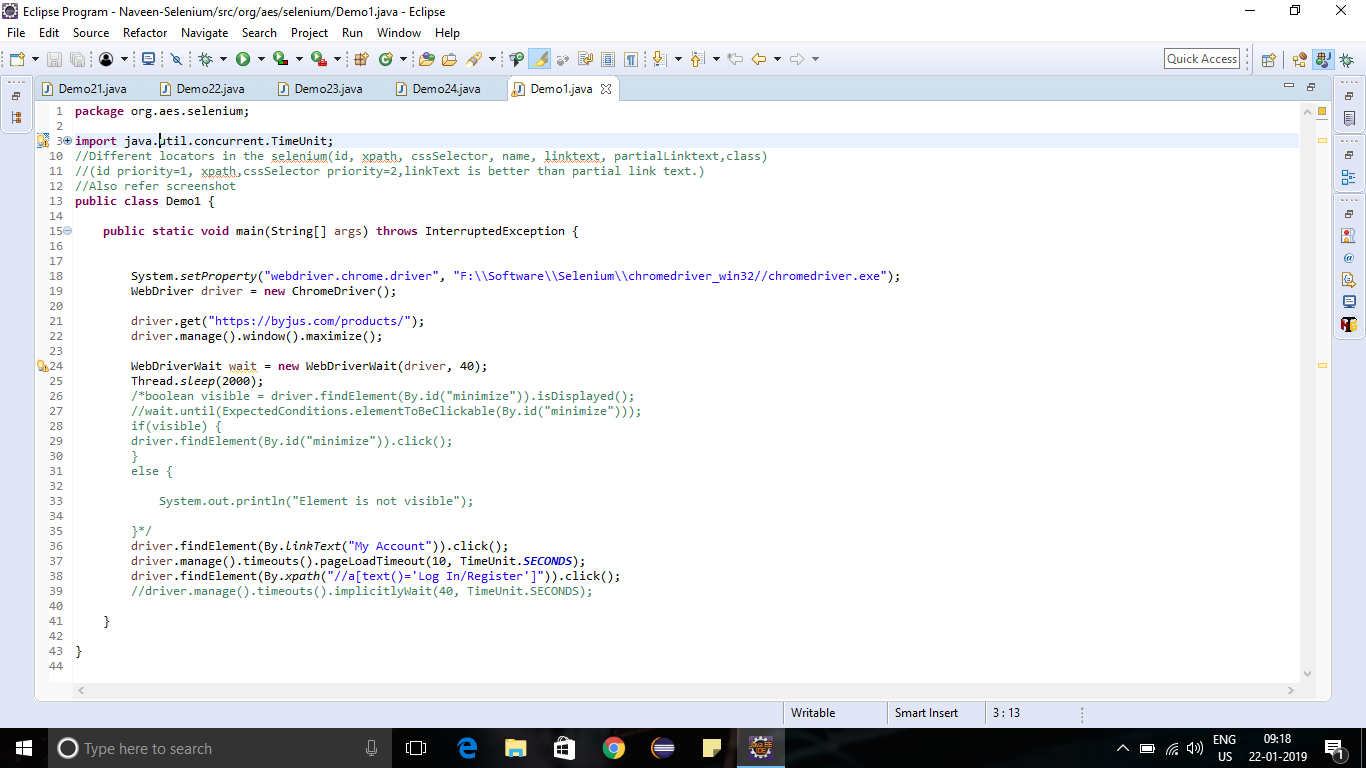 Eclipse Program - Naveen-Selenium/src/org/aes/selenium/Demo1.java - Eclipse
File Edit Source Refactor Navigate Search Project Run Window Help
Quick Access
Demo21.java Demo22.java Demo23.java Demo24.java Demo1.java
1 package org.aes.selenium;
2
3 import java.util.concurrent.TimeUnit;
10 //Different locators in the selenium(id, xpath, cssSelector, name, linktext, partialLinktext,class)
11 //(id priority=1, xpath,cssSelector priority=2,linkText is better than partial link text.)
12 //Also refer screenshot
13 public class Demo1 {
14
15 public static void main(String[] args) throws InterruptedException {
16
17
18 System.setProperty("webdriver.chrome.driver", "F:\\Software\\Selenium\\chromedriver_win32//chromedriver.exe");
19 WebDriver driver = new ChromeDriver();
20
21 driver.get("https://byjus.com/products/");
22 driver.manage().window().maximize();
23
24 WebDriverWait wait = new WebDriverWait(driver, 40);
25 Thread.sleep(2000);
26 /*boolean visible = driver.findElement(By.id("minimize")).isDisplayed();
27 //wait.until(ExpectedConditions.elementToBeClickable(By.id("minimize")));
28 if(visible) {
29 driver.findElement(By.id("minimize")).click();
30 }
31 else {
32
33 System.out.println("Element is not visible");
34
35 }*/
36 driver.findElement(By.linkText("My Account")).click();
37 driver.manage().timeouts().pageLoadTimeout(10, TimeUnit.SECONDS);
38 driver.findElement(By.xpath("//a[text()='Log In/Register']")).click();
39 //driver.manage().timeouts().implicitlyWait(40, TimeUnit.SECONDS);
40
41 }
42
43 }
44
Writable Smart Insert 3 : 13
Type here to search
ENG 09:18
US 22-01-2019
1